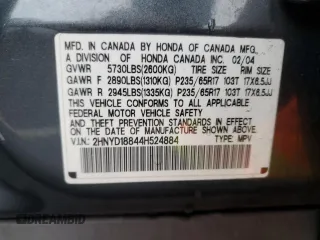 MFD. IN CANADA BY HONDA OF CANADA MFG.,
A DIVISION OF HONDA CANADA INC. 02/04
GVWR 5730LBS(2600KG) TIRE SIZE RIM SIZE
GAWR F 2890LBS(1310KG) P235/65R17 103T 17X6.5JJ
GAWR R 2945LBS(1335KG) P235/65R17 103T 17X6.5JJ
THIS VEHICLE CONFORMS TO ALL APPLICABLE
FEDERAL MOTOR VEHICLE SAFETY
STANDARDS IN EFFECT ON THE DATE OF
MANUFACTURE SHOWN ABOVE.
V.I.N.: 2HNYD18844H524884 TYPE: MPV
© IAAI/DAMBID